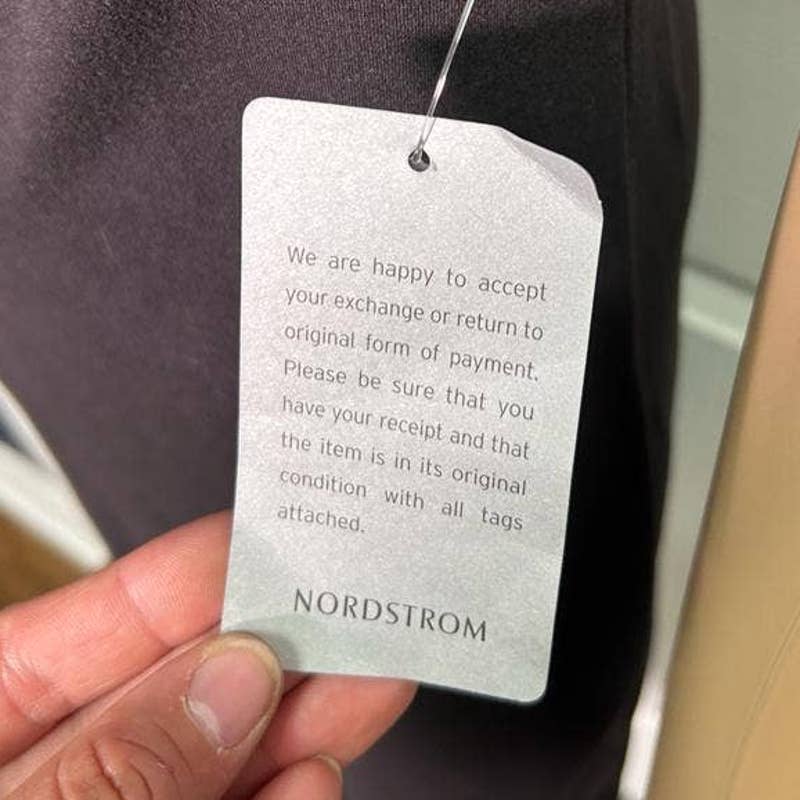 We are happy to accept
your exchange or return to
original form of payment.
Please be sure that you
have your receipt and that
the item is in its original
condition with all tags
attached.
NORDSTROM